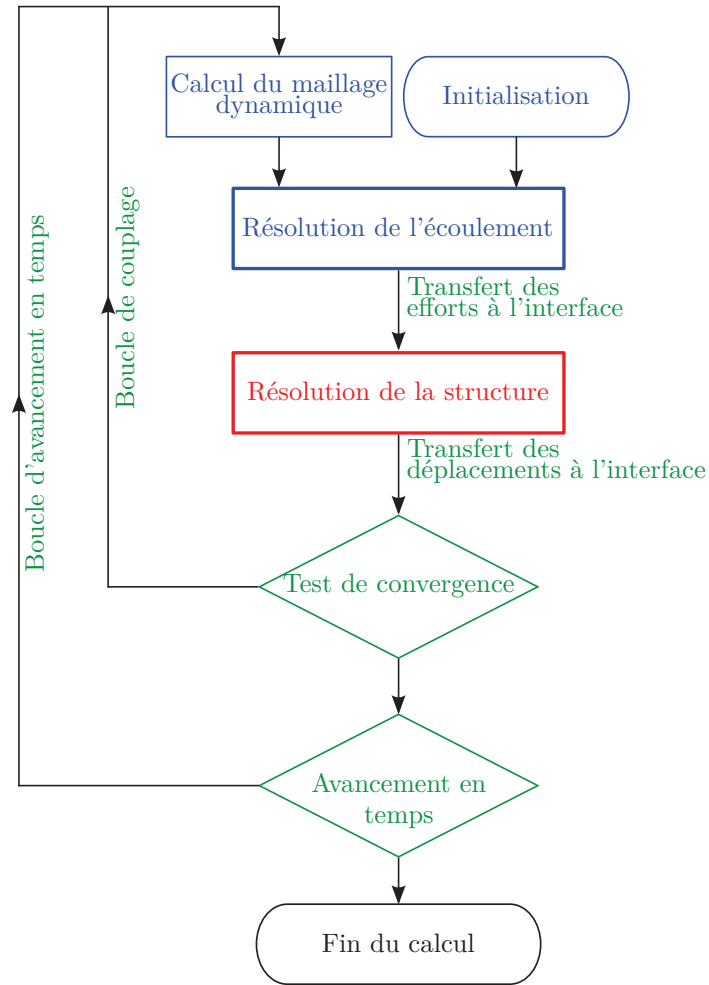 Calcul du maillage
dynamique
Initialisation
Résolution de l'écoulement
Transfert des
efforts à l'interface
Résolution de la structure
Transfert des
déplacements à l'interface
Test de convergence
Avancement en
temps
Fin du calcul
Boucle de couplage
Boucle d'avancement en temps